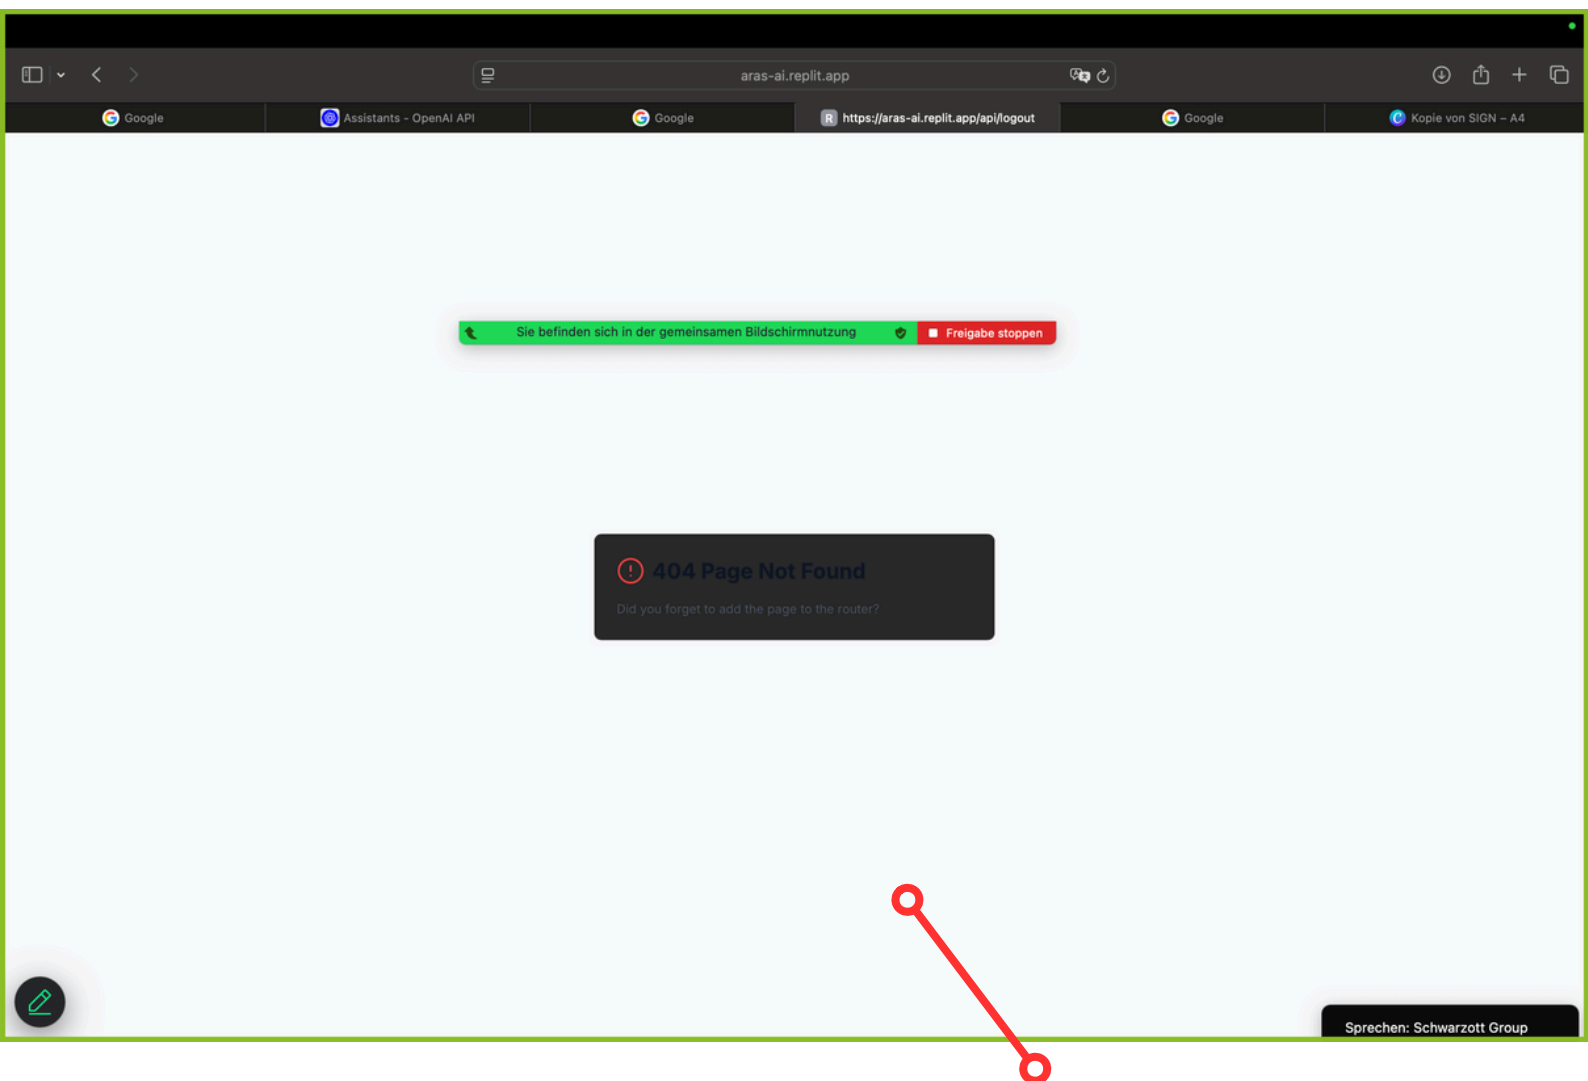 aras-ai.replit.app
Google
Assistants - OpenAI API
Google
R https://aras-ai.replit.app/api/logout
Google
Kopie von SIGN – A4
Sie befinden sich in der gemeinsamen Bildschirmnutzung
Freigabe stoppen
404 Page Not Found
Did you forget to add the page to the router?
Sprechen: Schwarzott Group